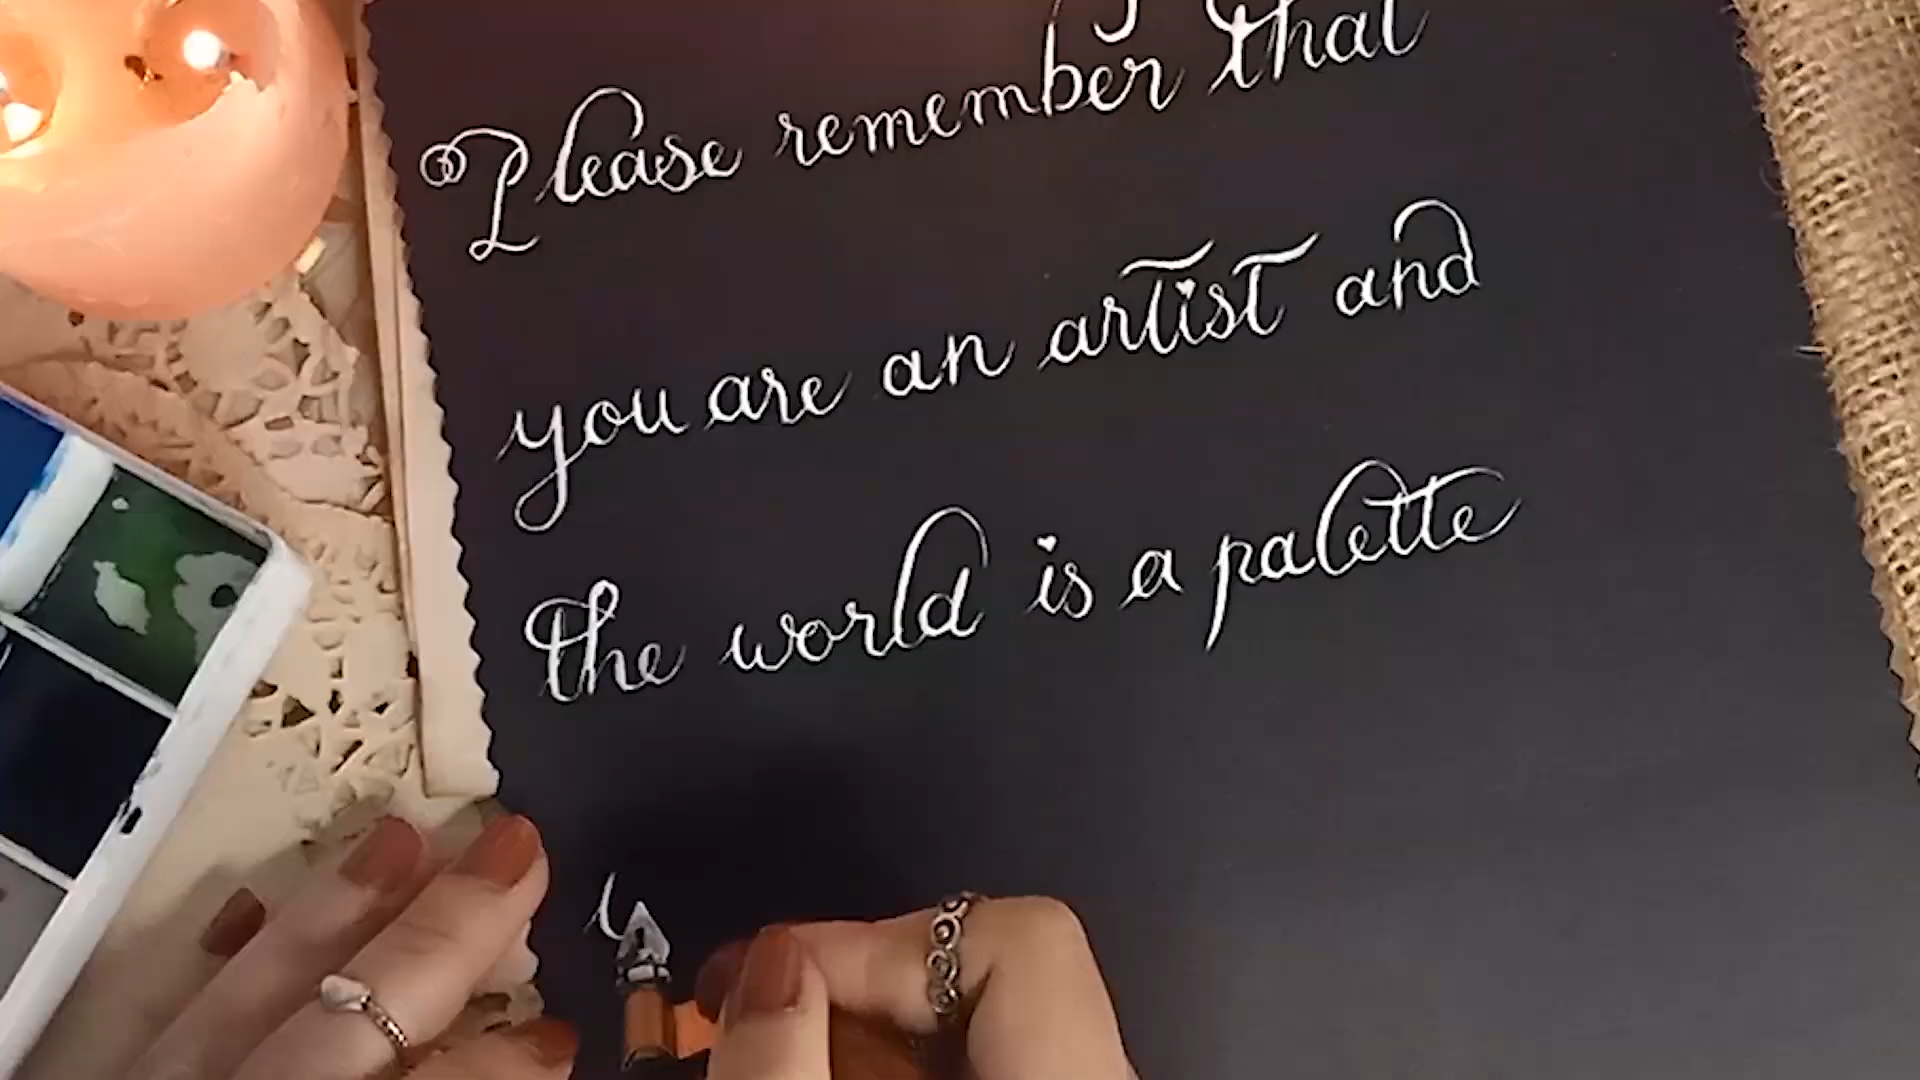 Please remember that
you are an artist and
the world is a palette